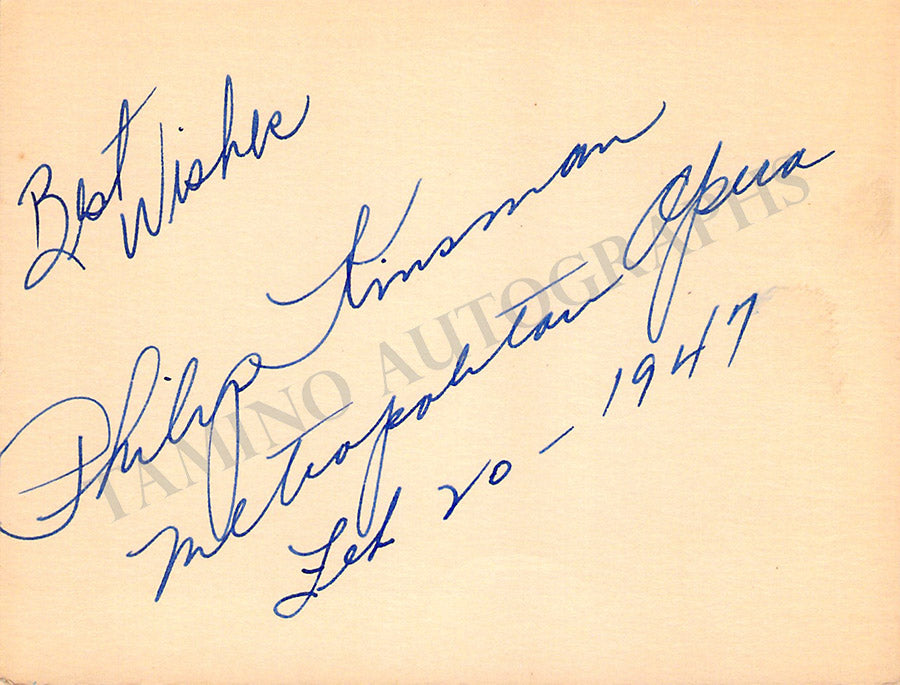 Best
Wishes
Philip Kinsman
Metropolitan Opera
Feb 20 - 1947
TAMINO AUTOGRAPHS